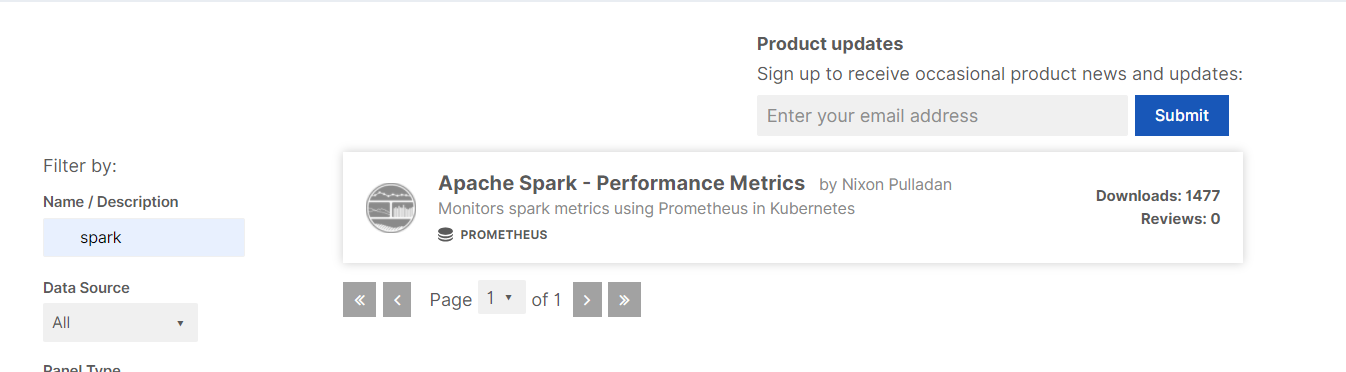 Product updates
Sign up to receive occasional product news and updates:
Enter your email address
Submit
Filter by:
Name / Description
spark
Data Source
All
Panel Type
Apache Spark - Performance Metrics by Nixon Pulladan
Monitors spark metrics using Prometheus in Kubernetes
PROMETHEUS
Downloads: 1477
Reviews: 0
Page 1 of 1